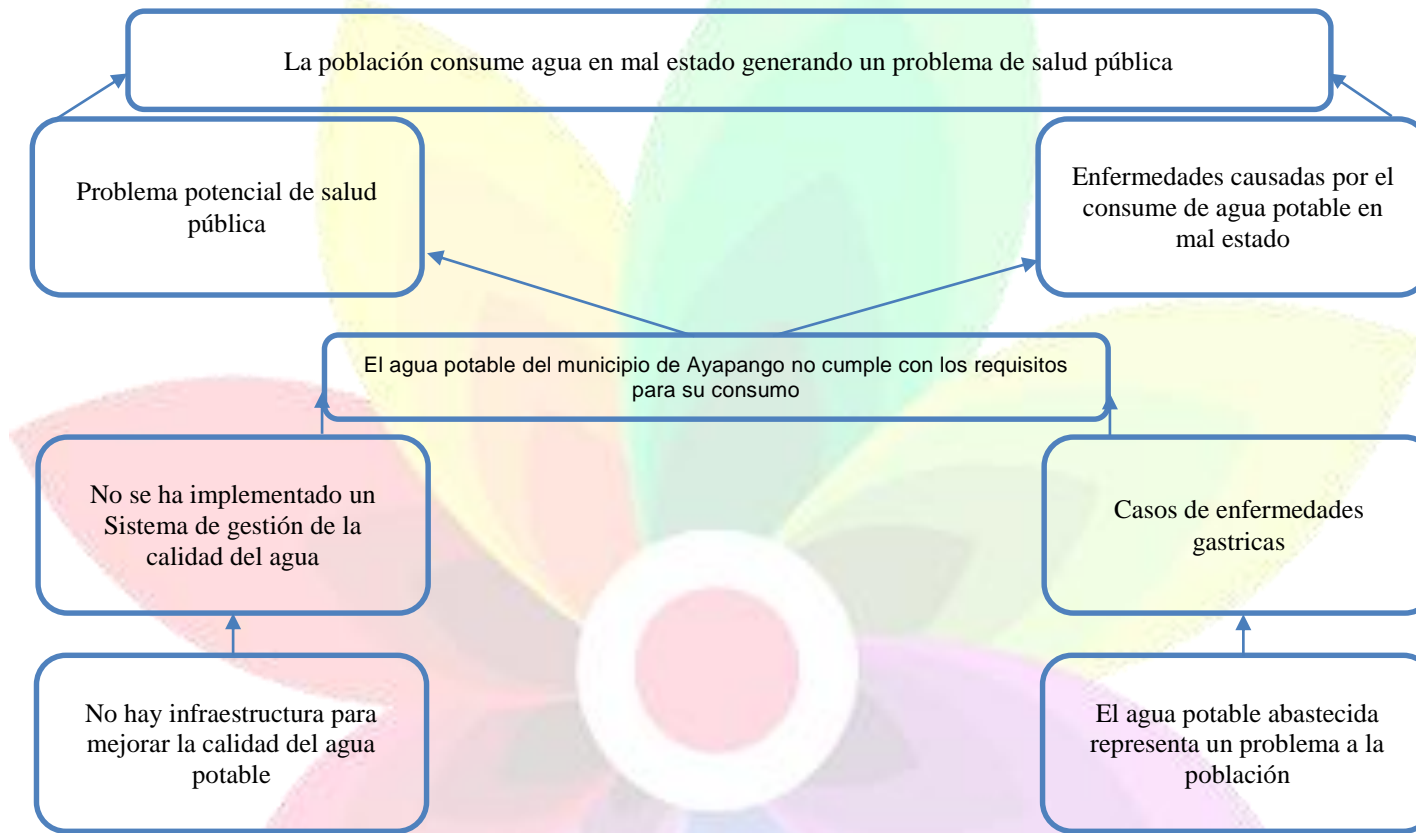 La población consume agua en mal estado generando un problema de salud pública
Problema potencial de salud
pública
Enfermedades causadas por el
consume de agua potable en
mal estado
El agua potable del municipio de Ayapango no cumple con los requisitos
para su consumo
No se ha implementado un
Sistema de gestión de la
calidad del agua
Casos de enfermedades
gastricas
No hay infraestructura para
mejorar la calidad del agua
potable
El agua potable abastecida
representa un problema a la
población